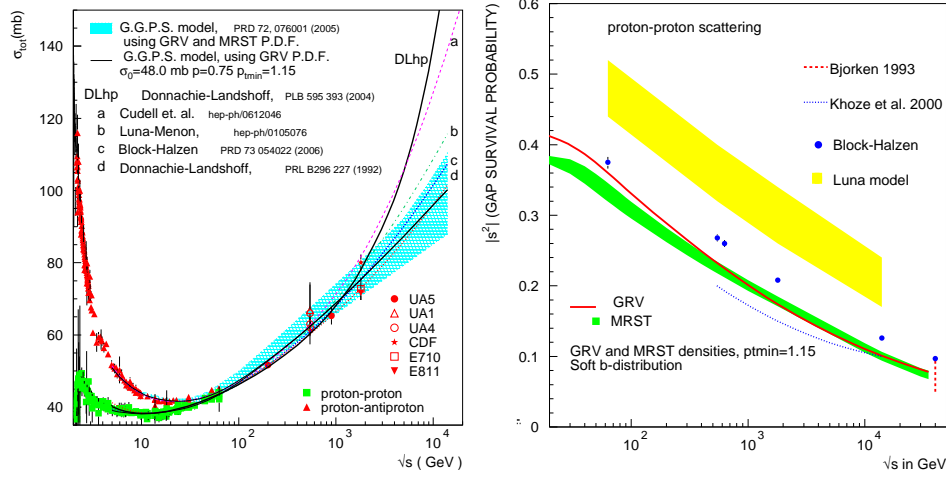 σtot(mb)
G.G.P.S. model, PRD 72, 076001 (2005)
using GRV and MRST P.D.F.
G.G.P.S. model, using GRV P.D.F.
σ0=48.0 mb p=0.75 ptmin=1.15
DLhp Donnachie-Landshoff, PLB 595 393 (2004)
a Cudell et. al. hep-ph/0612046
b Luna-Menon, hep-ph/0105076
c Block-Halzen PRD 73 054022 (2006)
d Donnachie-Landshoff, PRL B296 227 (1992)
DLhp
a
b
c
d
140
120
100
80
60
40
UA5
UA1
UA4
CDF
E710
E811
proton-proton
proton-antiproton
10 10² 10³ 10⁴
√s ( GeV )
|s²| (GAP SURVIVAL PROBABILITY)
0.6
0.5
0.4
0.3
0.2
0.1
0
proton-proton scattering
Bjorken 1993
Khoze et al. 2000
Block-Halzen
Luna model
GRV
MRST
GRV and MRST densities, ptmin=1.15
Soft b-distribution
10² 10³ 10⁴
√s in GeV